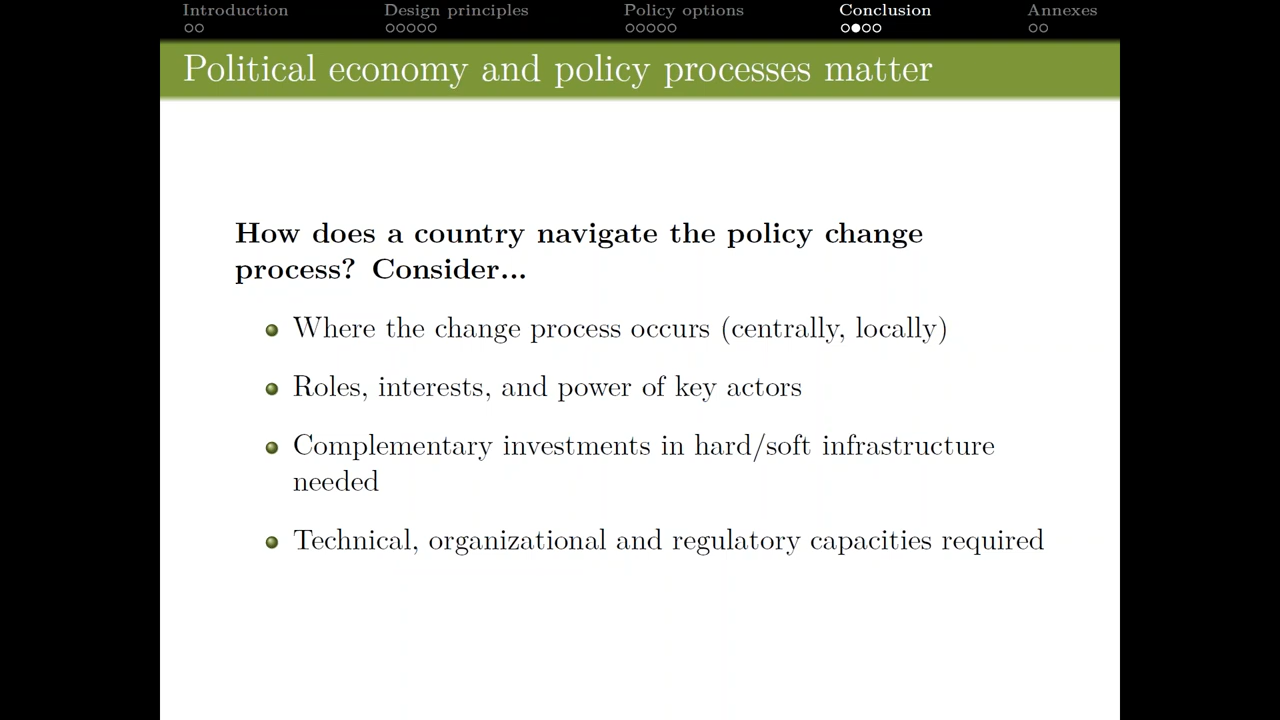 Introduction Design principles Policy options Conclusion Annexes
Political economy and policy processes matter
How does a country navigate the policy change
process? Consider...
Where the change process occurs (centrally, locally)
Roles, interests, and power of key actors
Complementary investments in hard/soft infrastructure
needed
Technical, organizational and regulatory capacities required